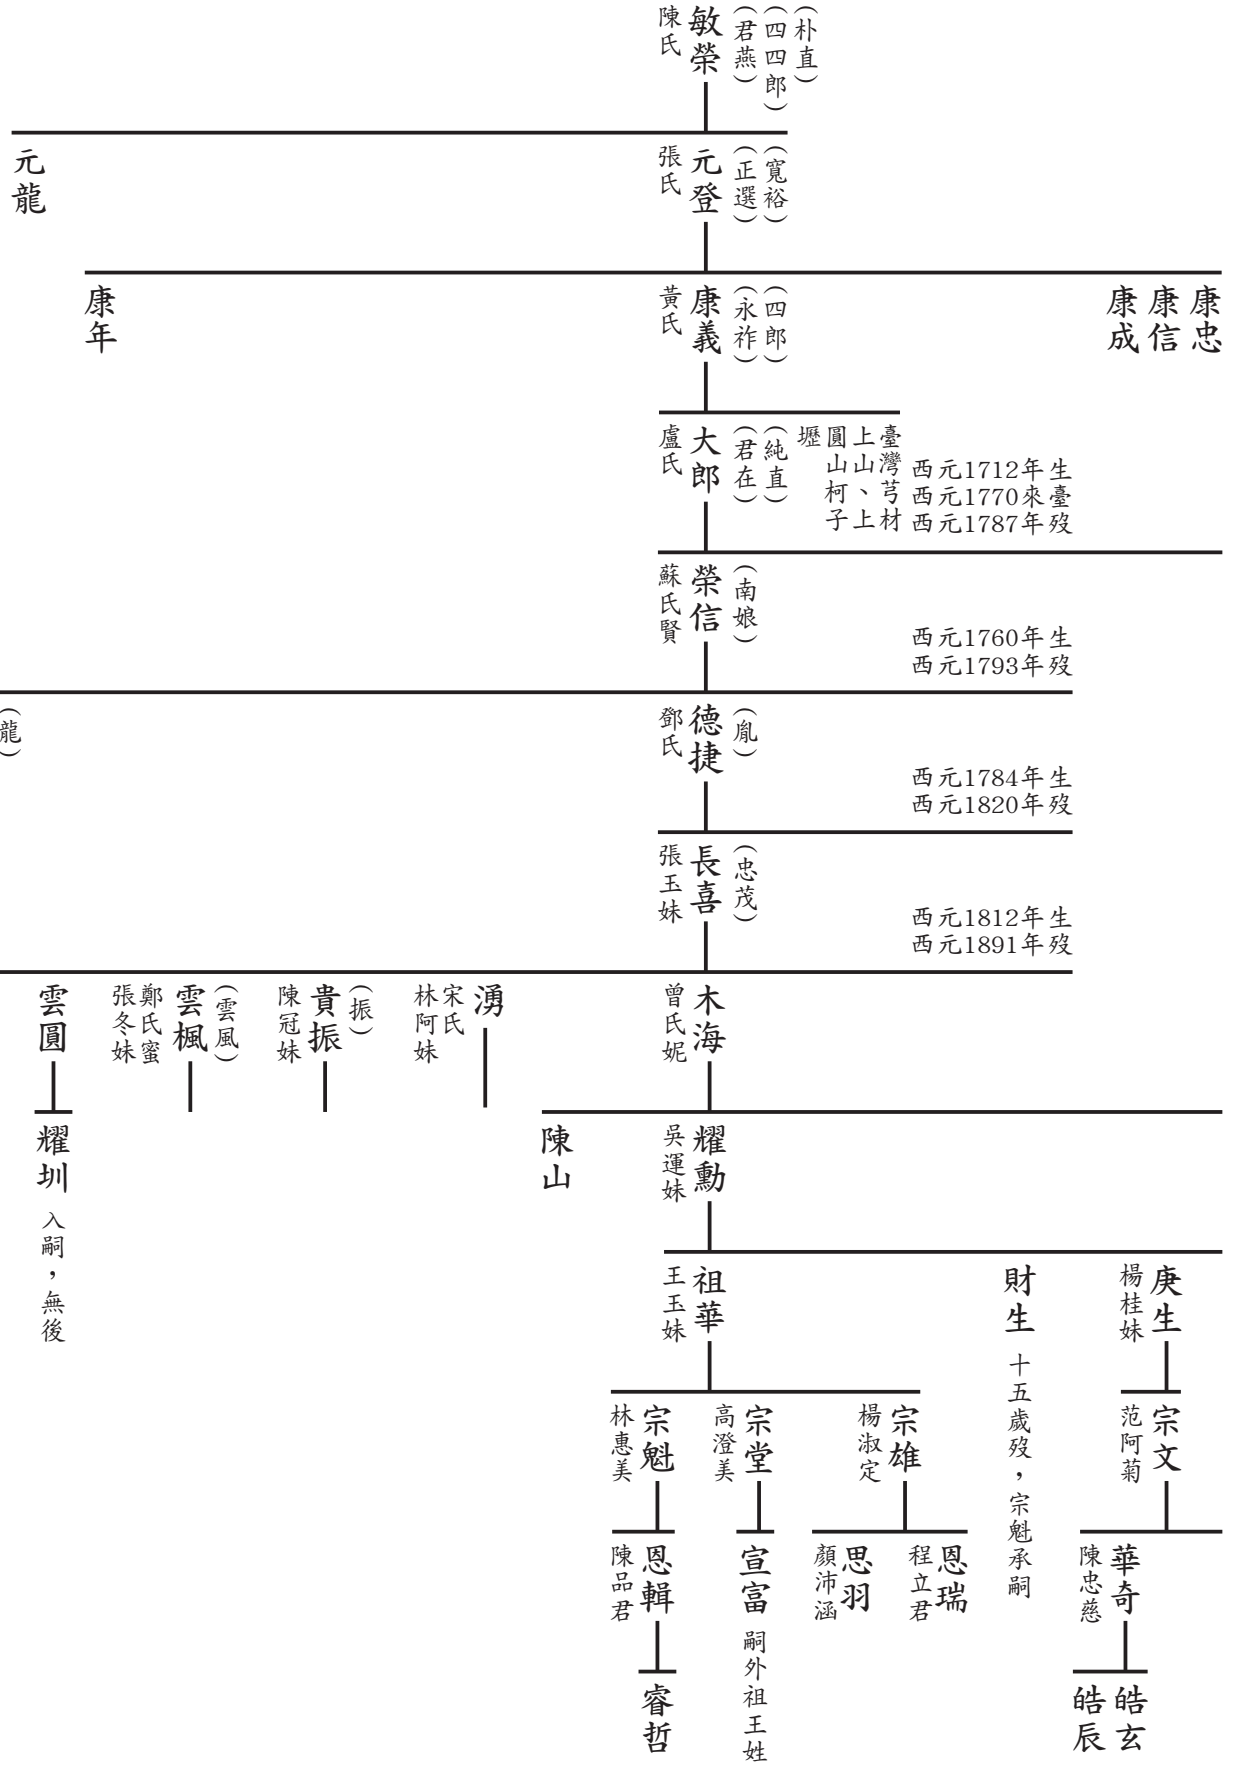 (朴直)
(四四郎)
(君燕)
敏榮
陳氏
(寬裕)
(正選)
元登
張氏
元龍
康忠
康信
康成
(四郎)
(永祚)
康義
黃氏
康年
西元1712年生
西元1770來臺
西元1787年歿
臺灣芎材
上山、上
圓山柯子
壢
(純直)
(君在)
大郎
盧氏
西元1760年生
西元1793年歿
(南娘)
榮信
蘇氏賢
西元1784年生
西元1820年歿
(胤)
德捷
鄧氏
(龍)
西元1812年生
西元1891年歿
(忠茂)
長喜
張玉妹
木海
曾氏妮
湧
宋氏
林阿妹
(振)
貴振
陳冠妹
(雲風)
雲楓
鄭氏蜜
張冬妹
雲圓
耀勳
吳運妹
陳山
耀圳 入嗣,無後
庚生
楊桂妹
財生 十五歲歿,宗魁承嗣
祖華
王玉妹
宗文
范阿菊
宗雄
楊淑定
宗堂
高澄美
宗魁
林惠美
華奇
陳忠慈
恩瑞
程立君
思羽
顏沛涵
宣富 嗣外祖王姓
恩輯
陳品君
皓玄
皓辰
睿哲